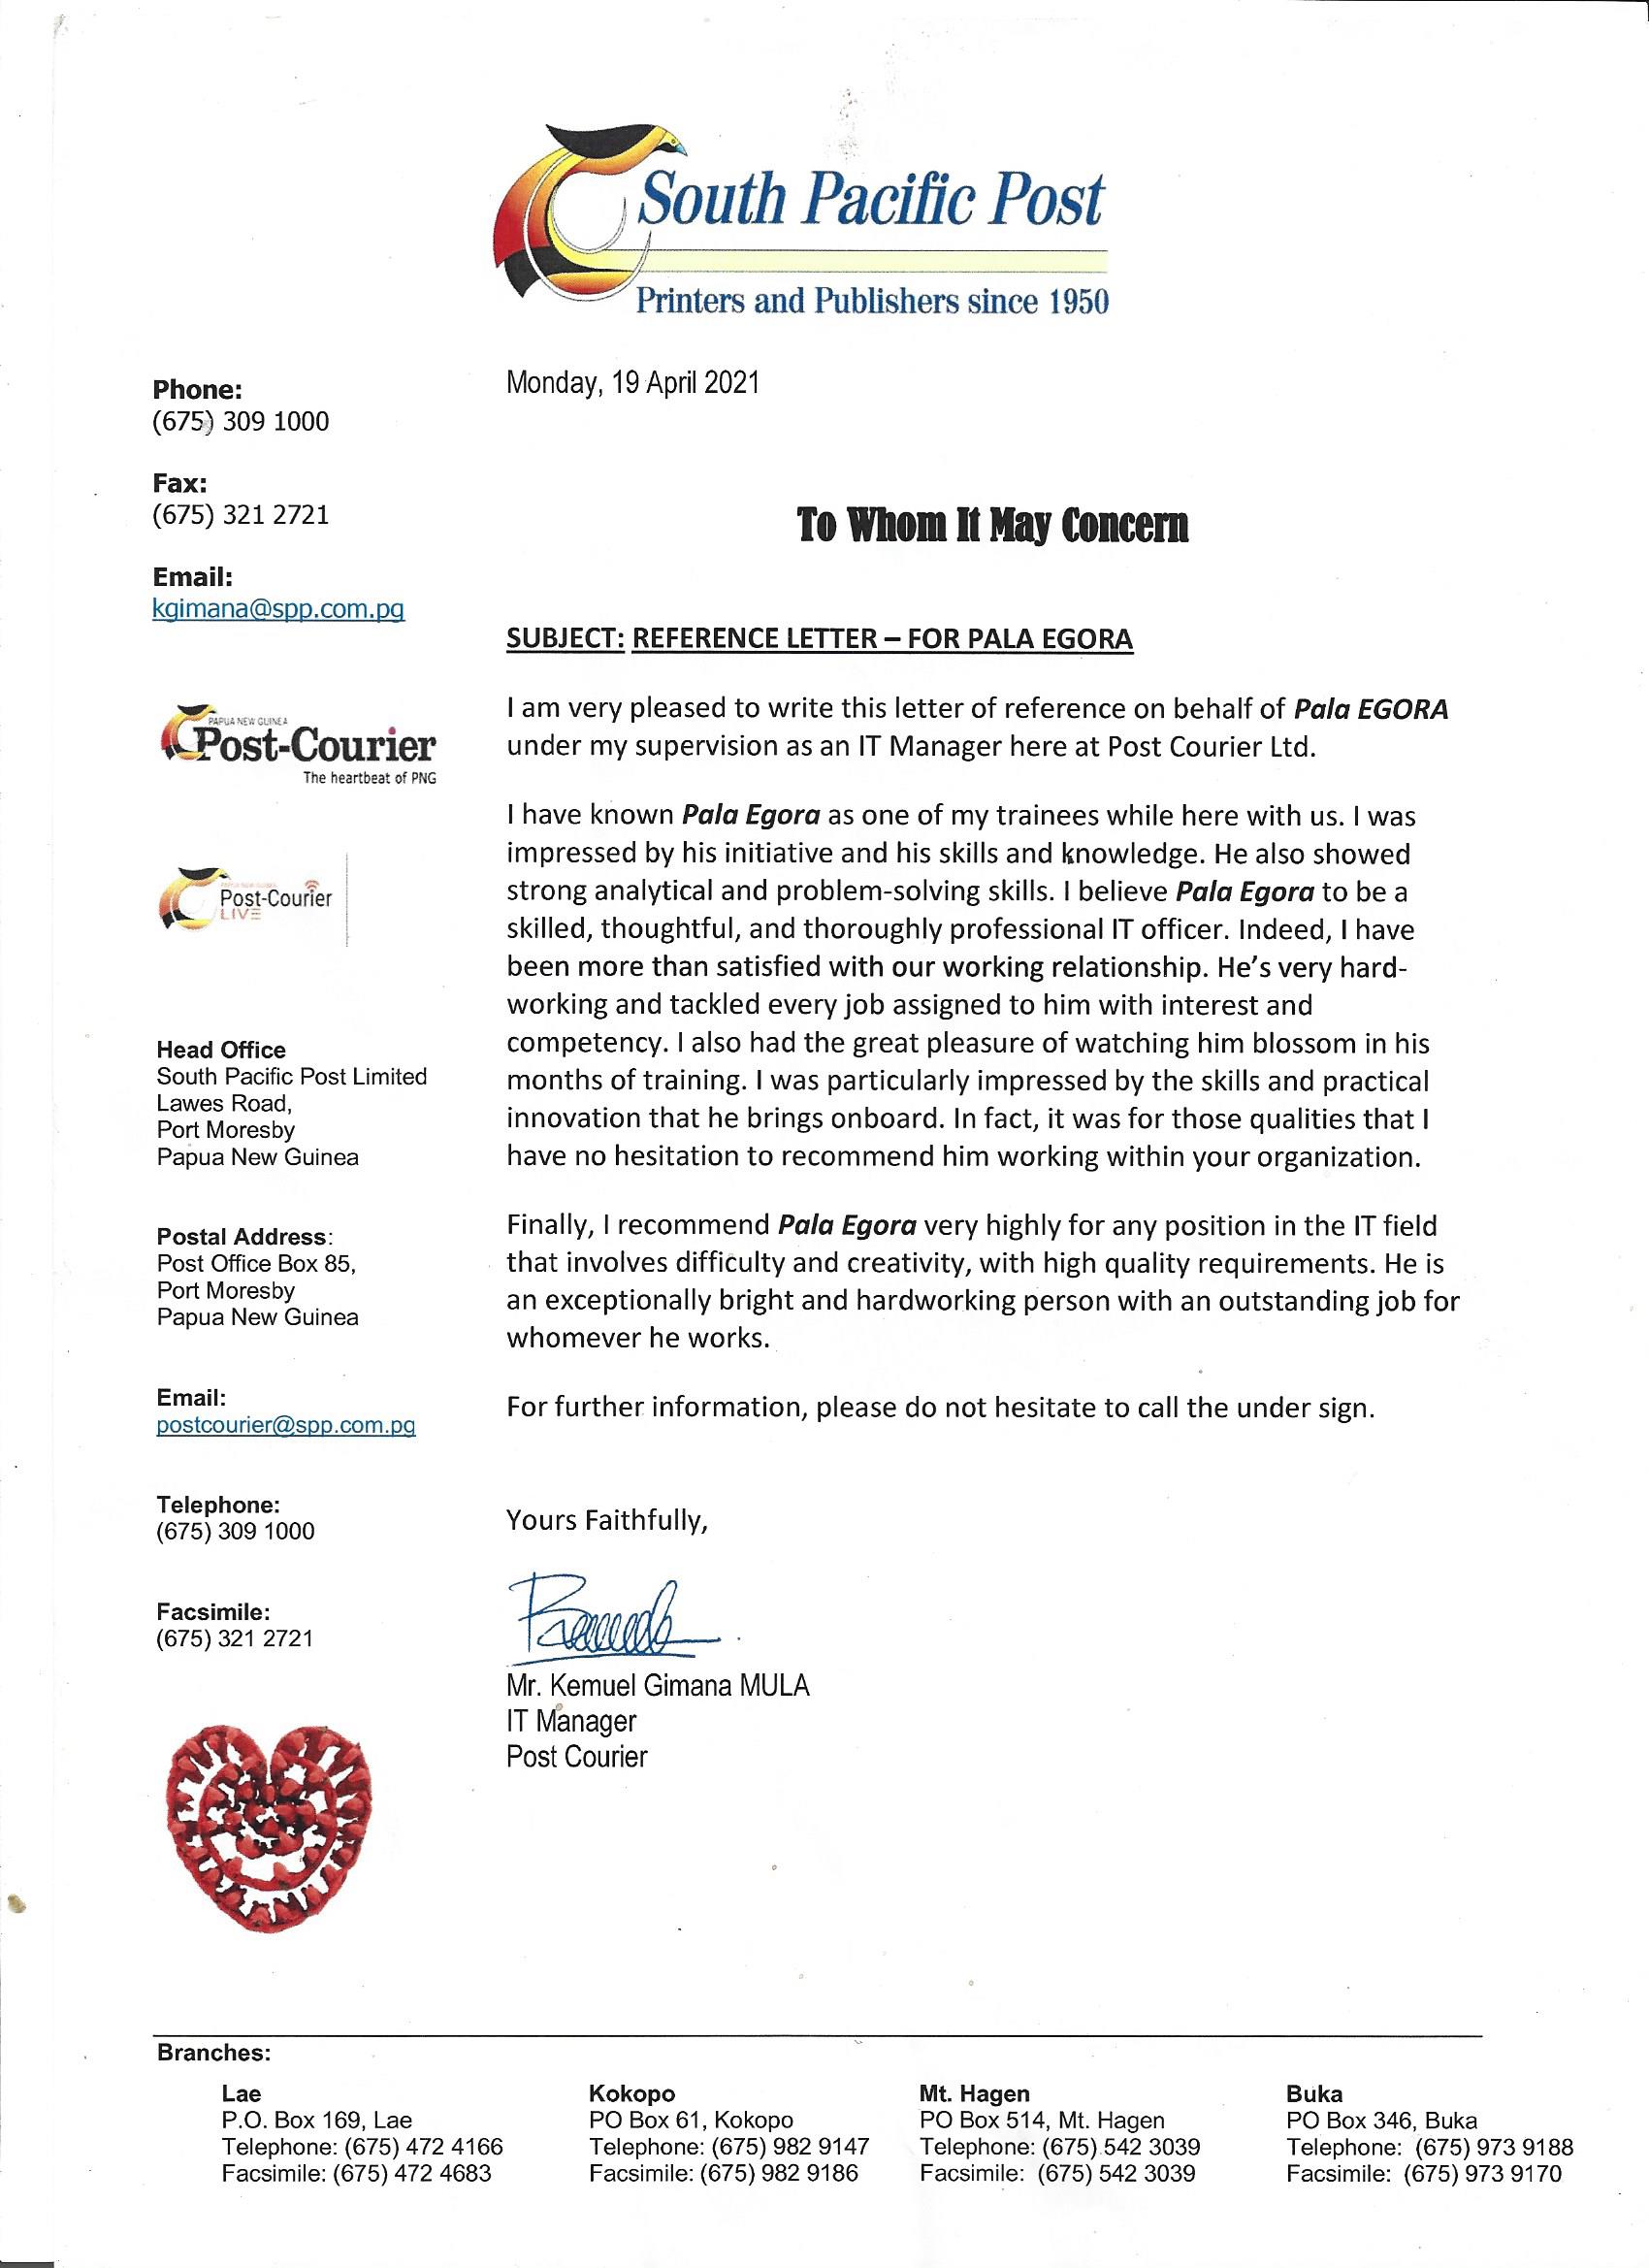 South Pacific Post
Printers and Publishers since 1950
Phone:
(675) 309 1000
Fax:
(675) 321 2721
Email:
kgimana@spp.com.pg
PAPUA NEW GUINEA
Post-Courier
The heartbeat of PNG
Post-Courier
LIVE
Head Office
South Pacific Post Limited
Lawes Road,
Port Moresby
Papua New Guinea
Postal Address:
Post Office Box 85,
Port Moresby
Papua New Guinea
Email:
postcourier@spp.com.pg
Telephone:
(675) 309 1000
Facsimile:
(675) 321 2721
Monday, 19 April 2021
To Whom It May Concern
SUBJECT: REFERENCE LETTER – FOR PALA EGORA
I am very pleased to write this letter of reference on behalf of Pala EGORA
under my supervision as an IT Manager here at Post Courier Ltd.
I have known Pala Egora as one of my trainees while here with us. I was
impressed by his initiative and his skills and knowledge. He also showed
strong analytical and problem-solving skills. I believe Pala Egora to be a
skilled, thoughtful, and thoroughly professional IT officer. Indeed, I have
been more than satisfied with our working relationship. He's very hard-
working and tackled every job assigned to him with interest and
competency. I also had the great pleasure of watching him blossom in his
months of training. I was particularly impressed by the skills and practical
innovation that he brings onboard. In fact, it was for those qualities that I
have no hesitation to recommend him working within your organization.
Finally, I recommend Pala Egora very highly for any position in the IT field
that involves difficulty and creativity, with high quality requirements. He is
an exceptionally bright and hardworking person with an outstanding job for
whomever he works.
For further information, please do not hesitate to call the under sign.
Yours Faithfully,
Mr. Kemuel Gimana MULA
IT Manager
Post Courier
Branches:
Lae
P.O. Box 169, Lae
Telephone: (675) 472 4166
Facsimile: (675) 472 4683
Kokopo
PO Box 61, Kokopo
Telephone: (675) 982 9147
Facsimile: (675) 982 9186
Mt. Hagen
PO Box 514, Mt. Hagen
Telephone: (675) 542 3039
Facsimile: (675) 542 3039
Buka
PO Box 346, Buka
Telephone: (675) 973 9188
Facsimile: (675) 973 9170